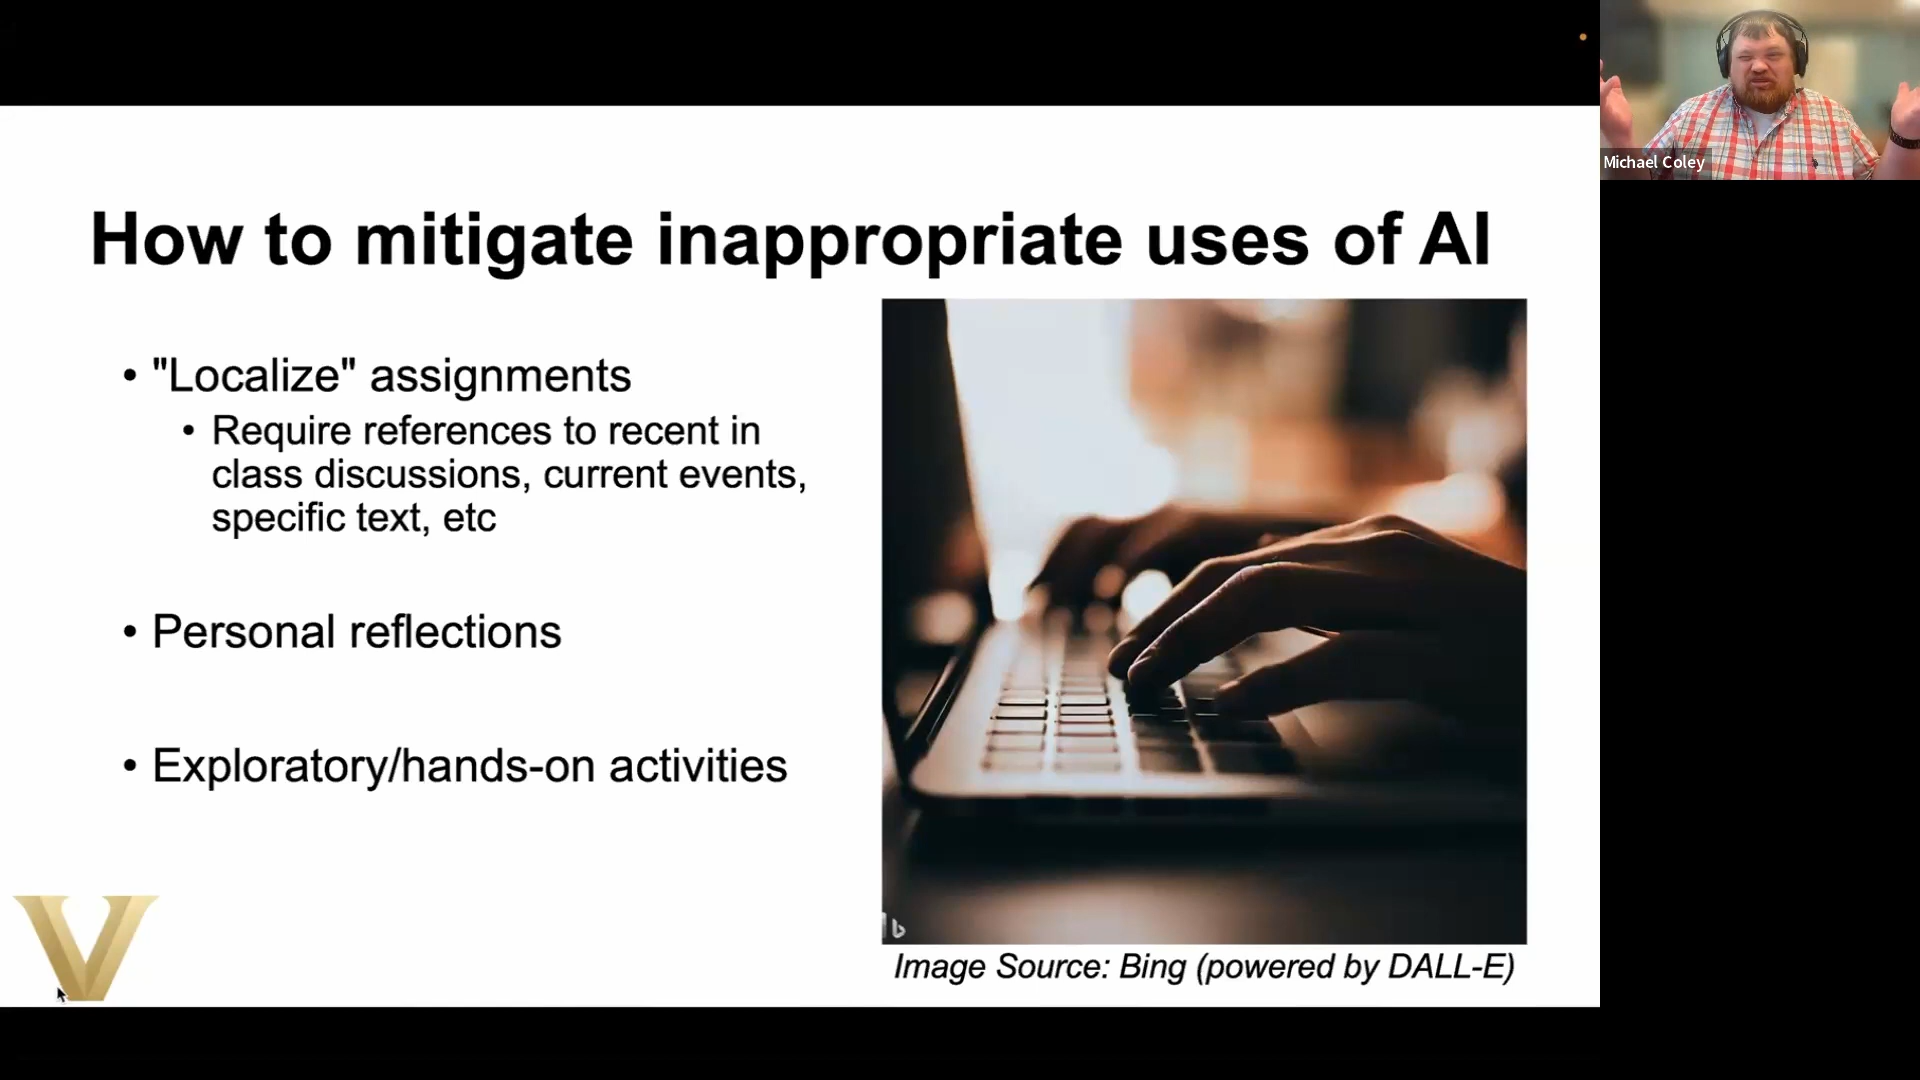 Michael Coley
How to mitigate inappropriate uses of AI
• "Localize" assignments
• Require references to recent in
class discussions, current events,
specific text, etc
• Personal reflections
• Exploratory/hands-on activities
V
b
Image Source: Bing (powered by DALL-E)